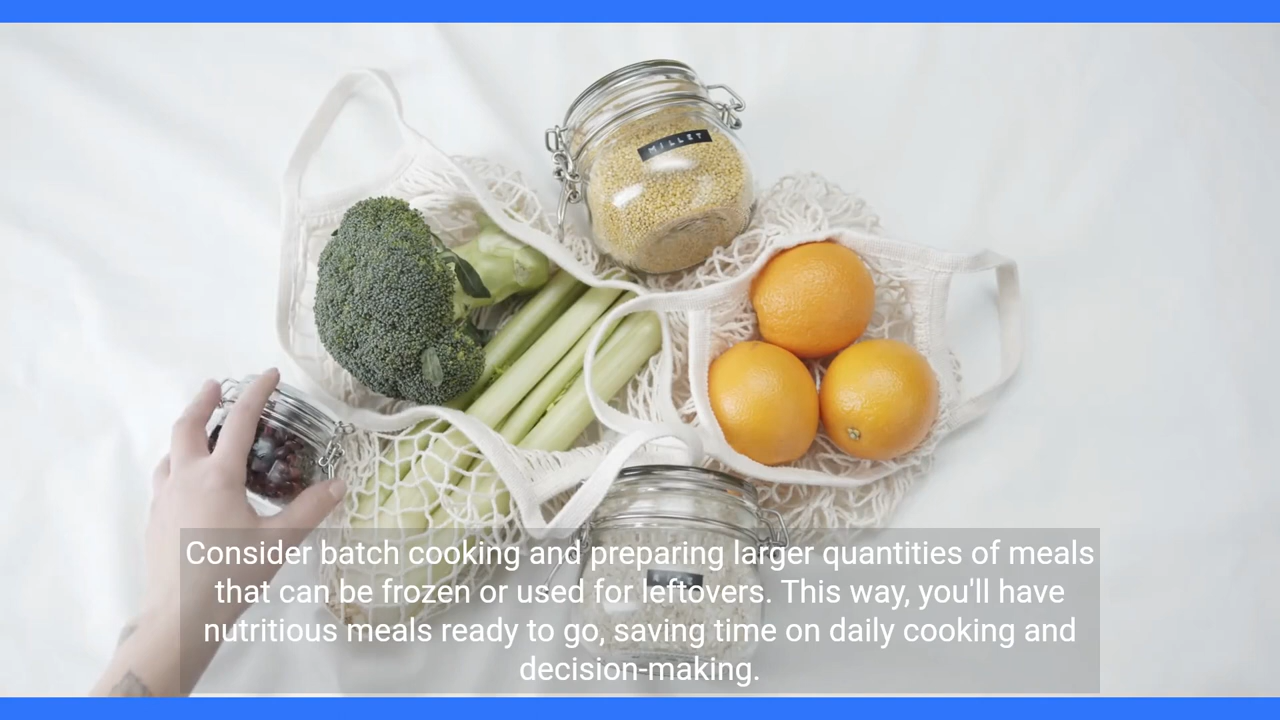 MILLET
Consider batch cooking and preparing larger quantities of meals
that can be frozen or used for leftovers. This way, you'll have
nutritious meals ready to go, saving time on daily cooking and
decision-making.